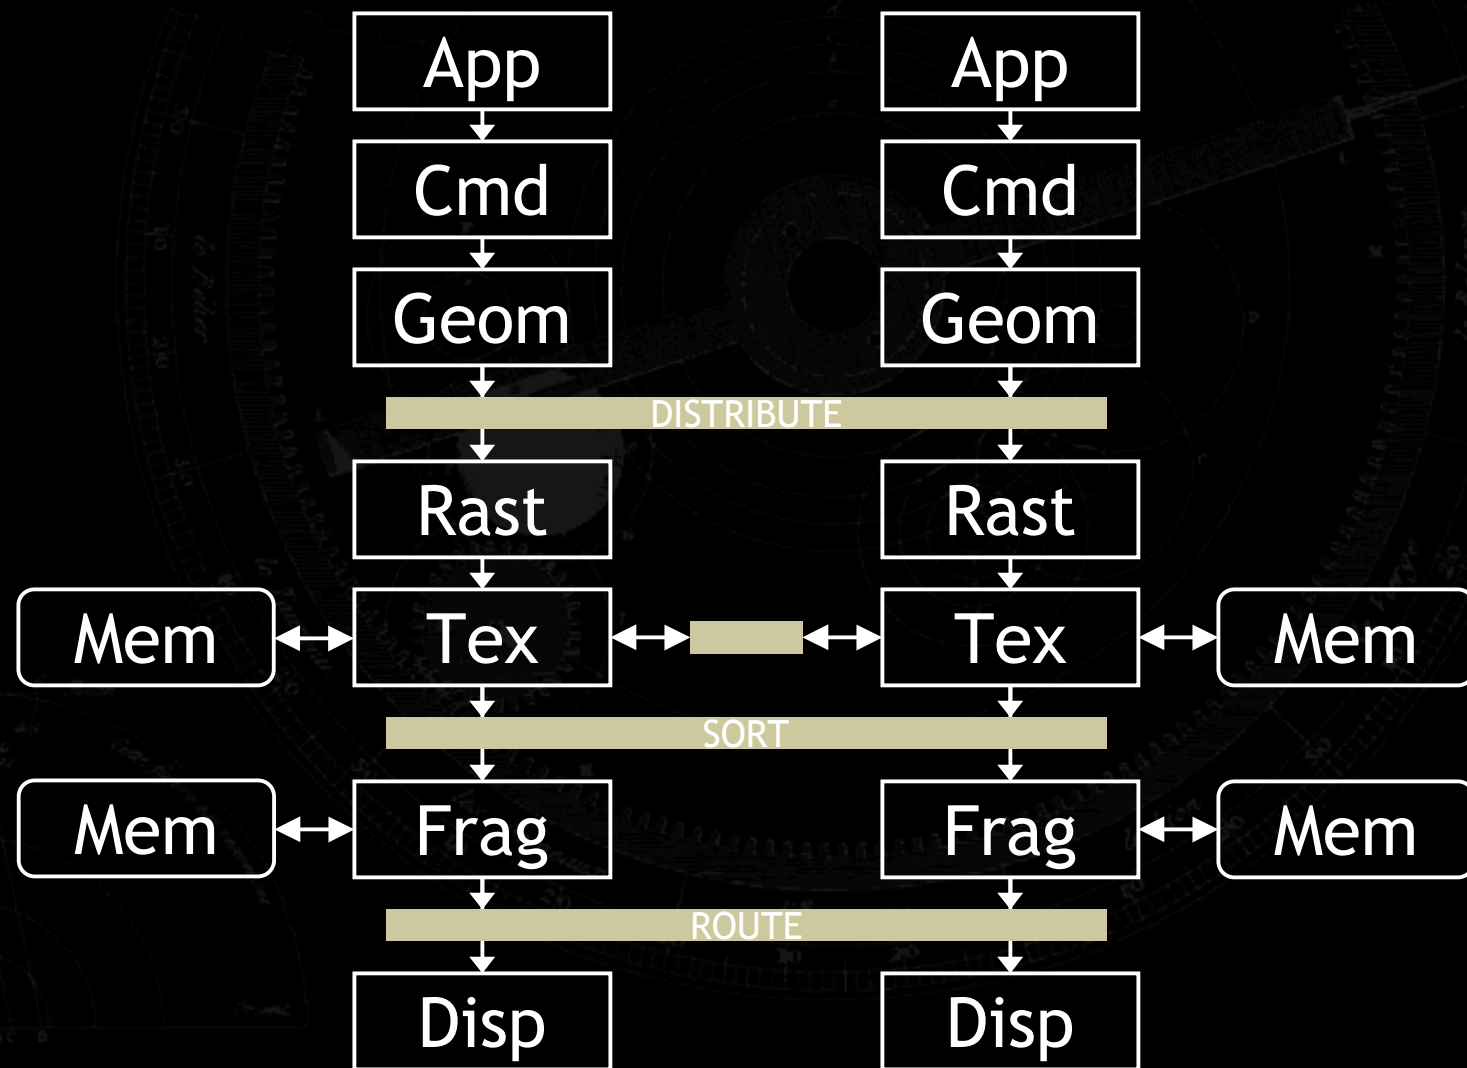 App App
Cmd Cmd
Geom Geom
DISTRIBUTE
Rast Rast
Mem Tex Tex Mem
SORT
Mem Frag Frag Mem
ROUTE
Disp Disp